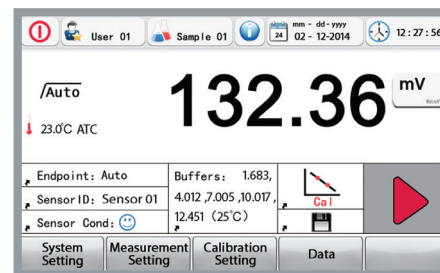 User 01 Sample 01 24 mm - dd - yyyy 02 - 12-2014 12 : 27 : 56
/Auto 132.36 mV
23.0°C ATC
Endpoint: Auto Buffers: 1.683,
SensorID: Sensor 01 4.012 ,7.005 ,10.017 , Cal
Sensor Cond: 12.451 (25°C)
System Setting
Measurement Setting
Calibration Setting
Data